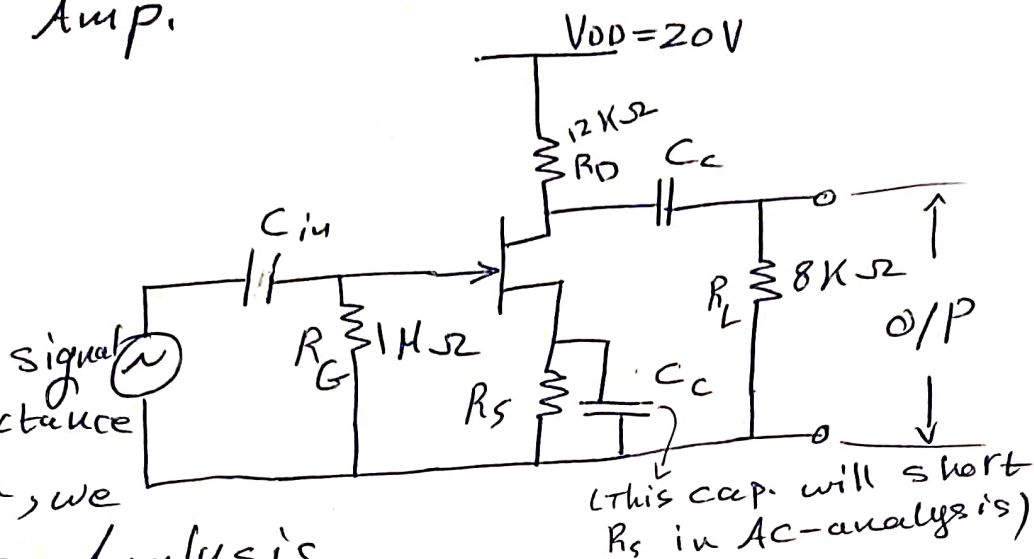 Amp.
VDD = 20V
12KΩ
RD
Cc
Cin
RG
1MΩ
RL
8KΩ
O/P
signal
ctance
Rs
Cc
, we
(This cap. will short
Rs in AC-analysis)